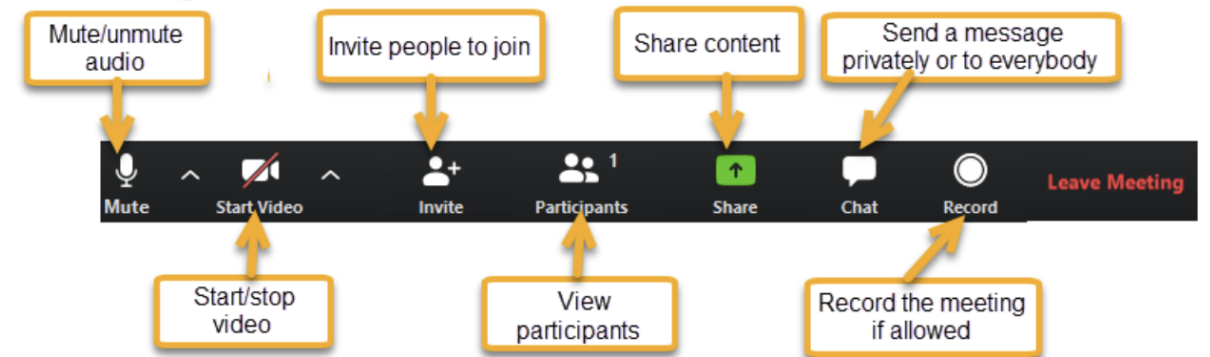 Mute/unmute
audio
Invite people to join
Share content
Send a message
privately or to everybody
1
Mute
Start Video
Invite
Participants
Share
Chat
Record
Leave Meeting
Start/stop
video
View
participants
Record the meeting
if allowed